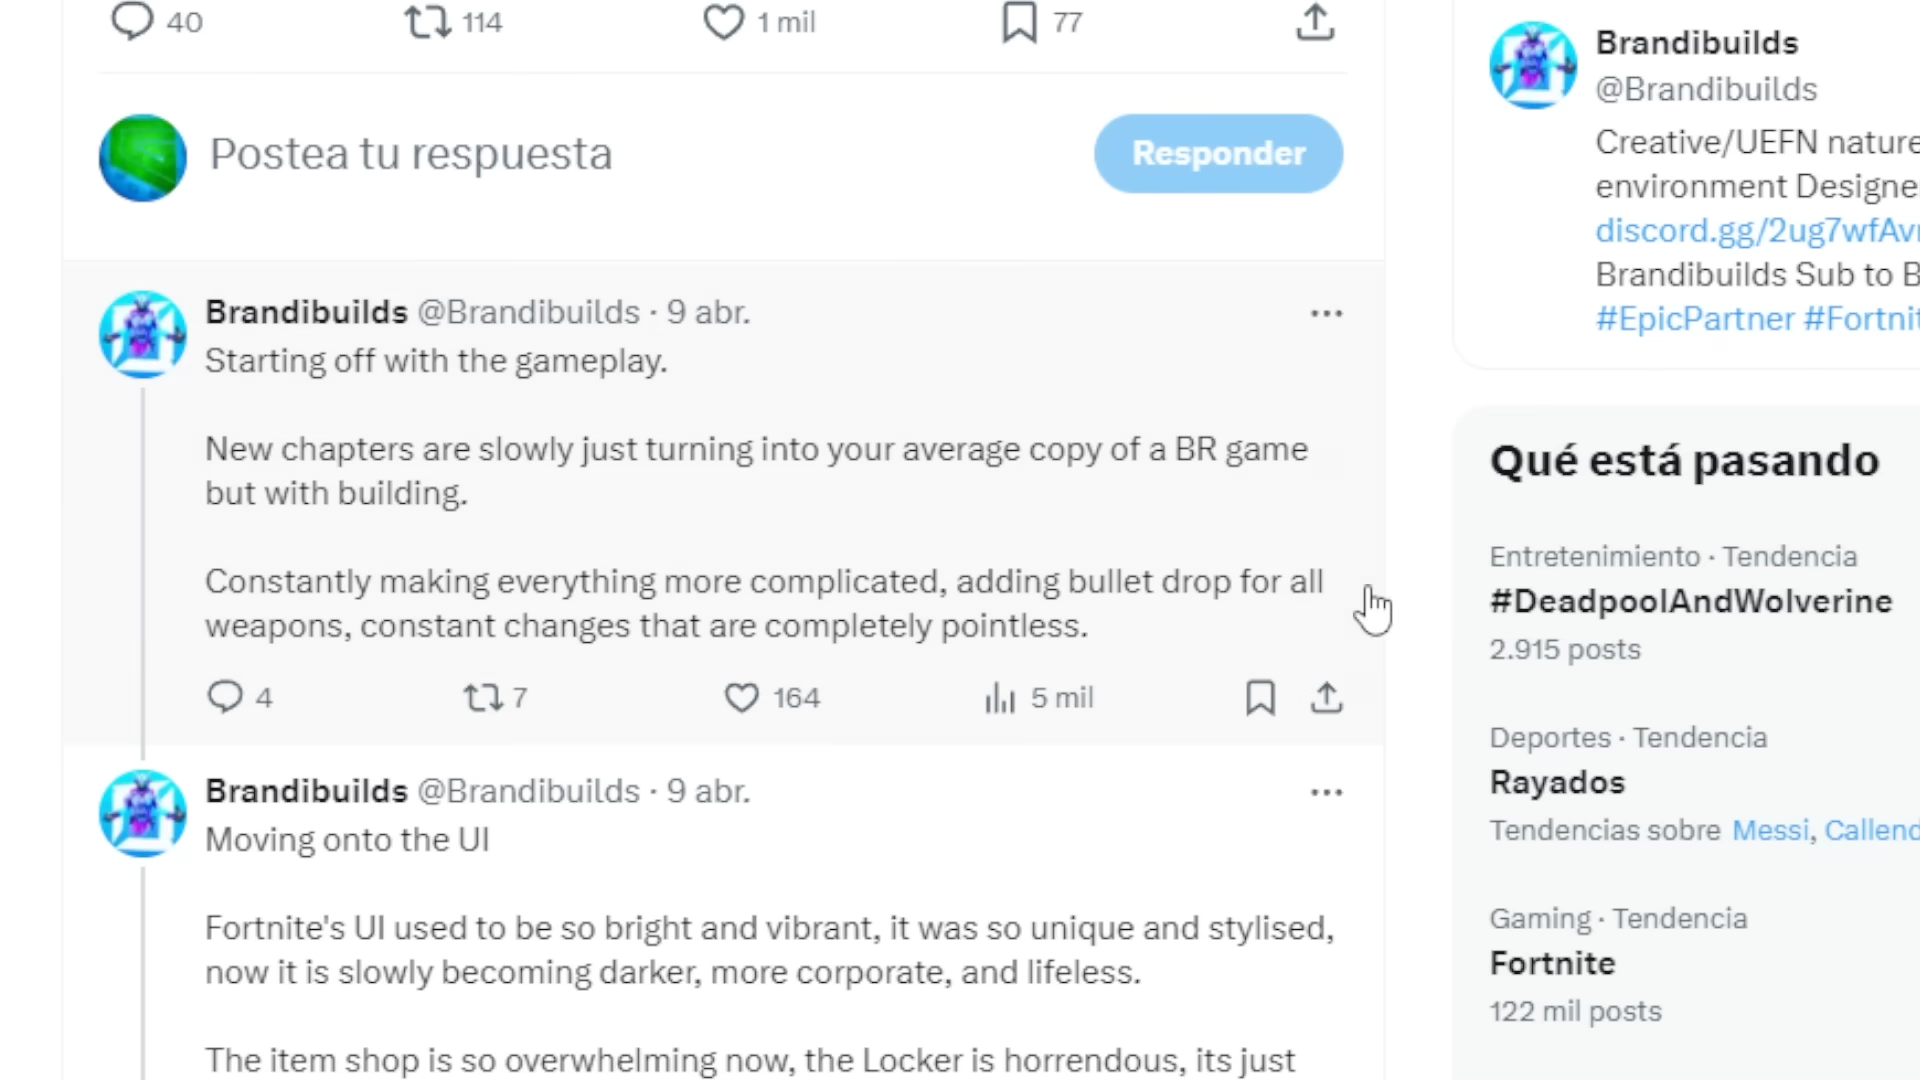 40
114
1 mil
77
Postea tu respuesta
Responder
Brandibuilds @Brandibuilds · 9 abr.
Starting off with the gameplay.
New chapters are slowly just turning into your average copy of a BR game
but with building.
Constantly making everything more complicated, adding bullet drop for all
weapons, constant changes that are completely pointless.
4
7
164
5 mil
Brandibuilds @Brandibuilds · 9 abr.
Moving onto the UI
Fortnite's UI used to be so bright and vibrant, it was so unique and stylised,
now it is slowly becoming darker, more corporate, and lifeless.
The item shop is so overwhelming now, the Locker is horrendous, its just
Brandibuilds
@Brandibuilds
Creative/UEFN nature
environment Designe
discord.gg/2ug7wfAv
Brandibuilds Sub to B
#EpicPartner #Fortni
Qué está pasando
Entretenimiento · Tendencia
#DeadpoolAndWolverine
2.915 posts
Deportes · Tendencia
Rayados
Tendencias sobre Messi, Callend
Gaming · Tendencia
Fortnite
122 mil posts